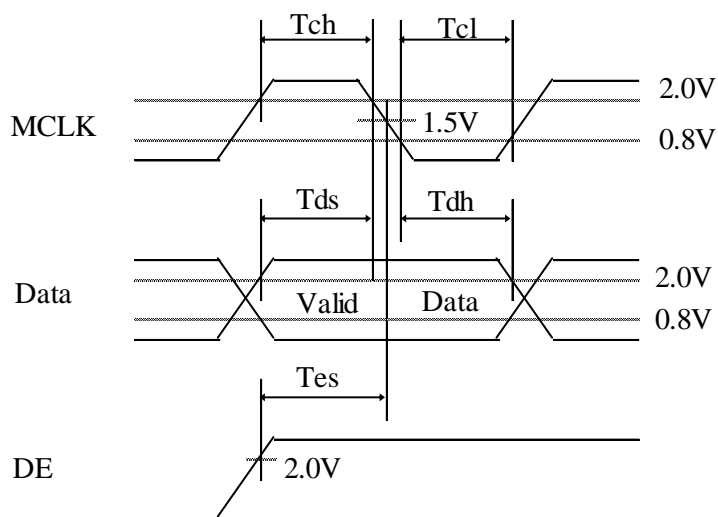 Tch
Tcl
2.0V
MCLK
1.5V
0.8V
Tds
Tdh
2.0V
Data
Valid
Data
0.8V
Tes
DE
2.0V